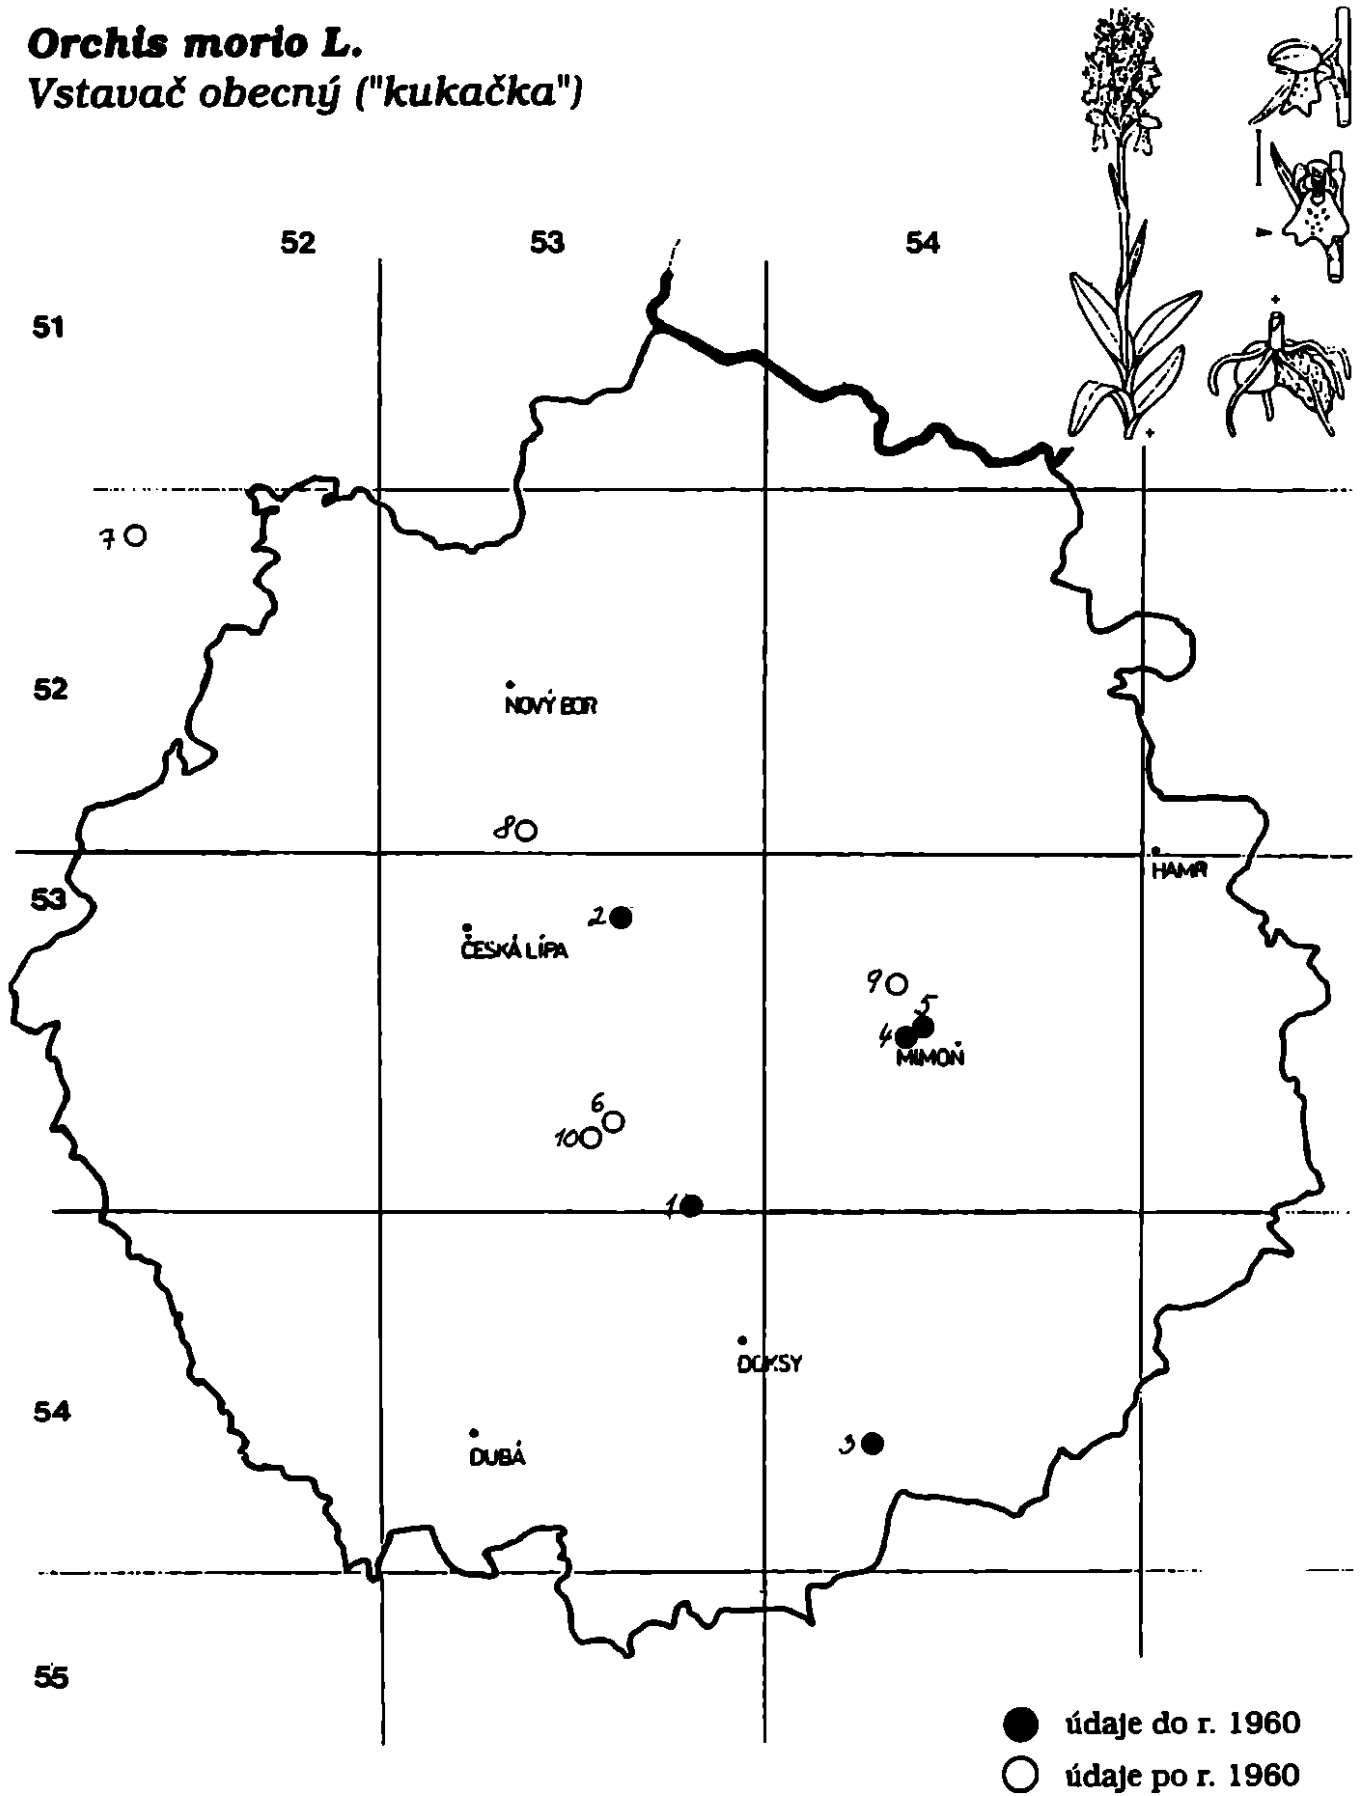 Orchis morio L.
Vstavač obecný ("kukačka")
52 53 54
51
7
52
NOVÝ BOR
8
HAMR
53
2
ČESKÁ LÍPA
9
5
4
MIMOŇ
6
10
1
DOKSY
54
3
DUBÁ
55
údaje do r. 1960
údaje po r. 1960